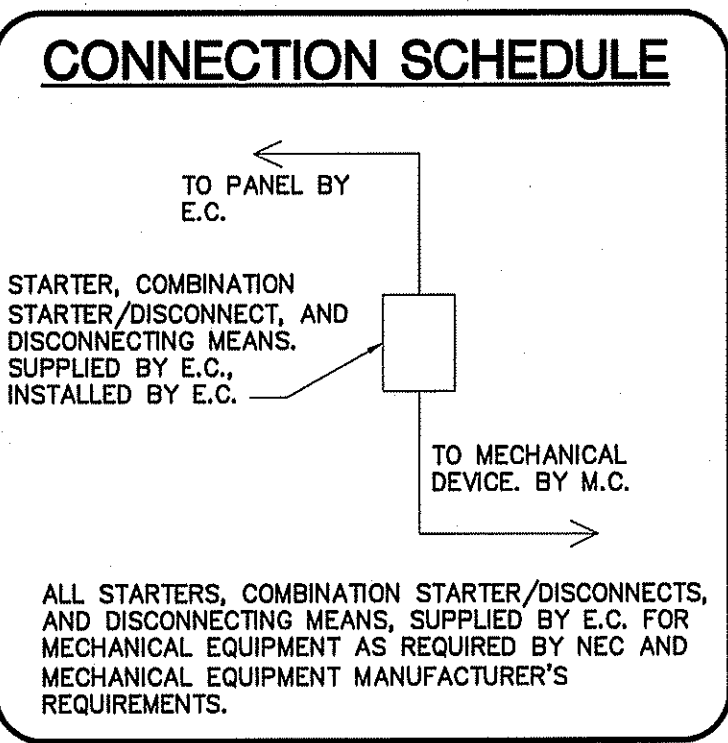 CONNECTION SCHEDULE
TO PANEL BY
E.C.
STARTER, COMBINATION
STARTER/DISCONNECT, AND
DISCONNECTING MEANS.
SUPPLIED BY E.C.,
INSTALLED BY E.C.
TO MECHANICAL
DEVICE. BY M.C.
ALL STARTERS, COMBINATION STARTER/DISCONNECTS,
AND DISCONNECTING MEANS, SUPPLIED BY E.C. FOR
MECHANICAL EQUIPMENT AS REQUIRED BY NEC AND
MECHANICAL EQUIPMENT MANUFACTURER'S
REQUIREMENTS.